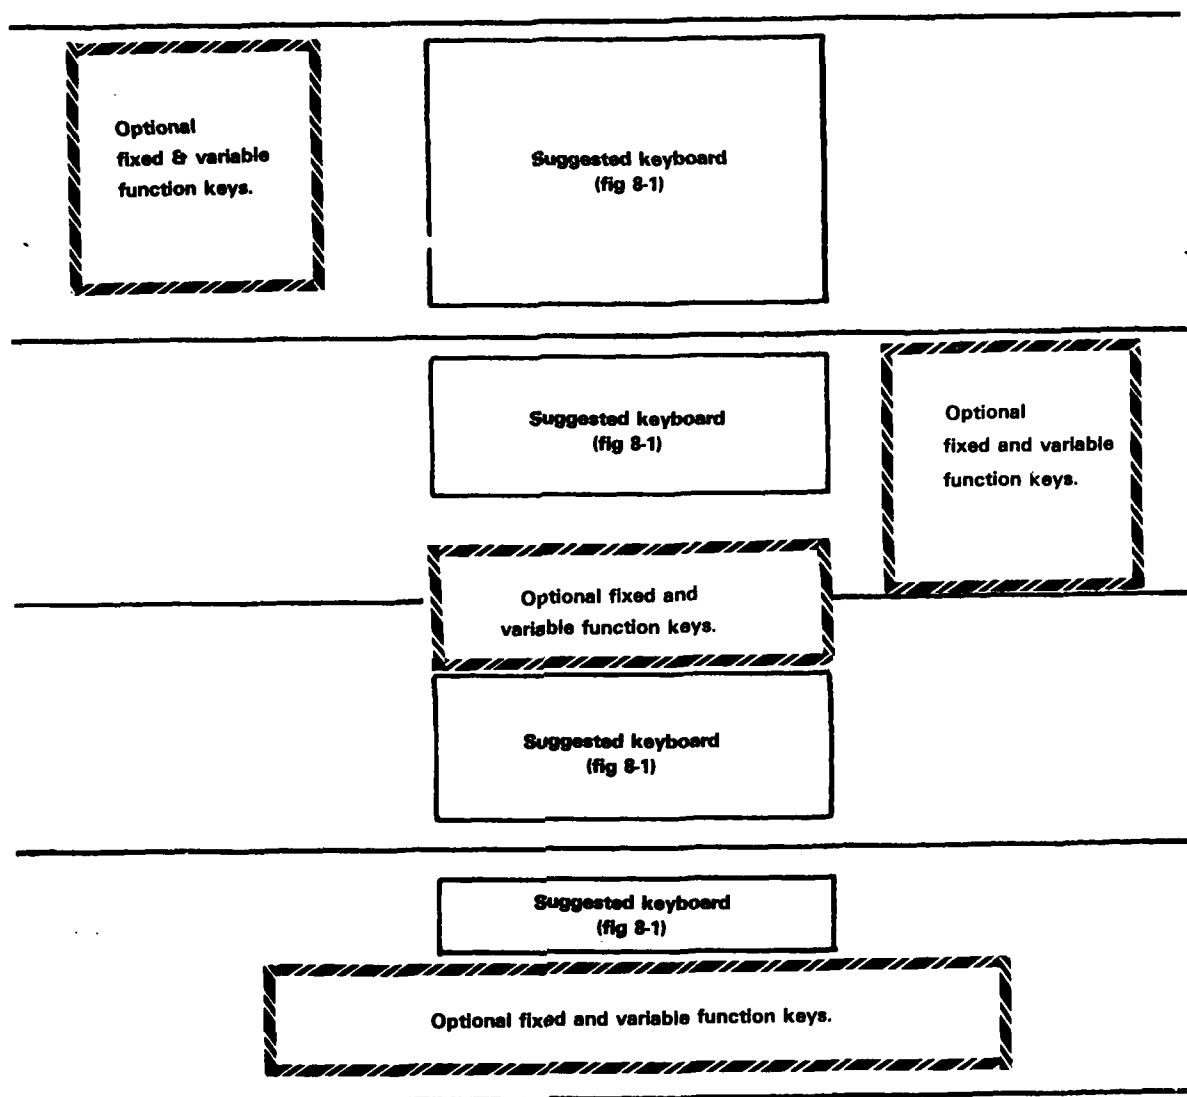 Optional
fixed & variable
function keys.
Suggested keyboard
(fig 8-1)
Suggested keyboard
(fig 8-1)
Optional
fixed and variable
function keys.
Optional fixed and
variable function keys.
Suggested keyboard
(fig 8-1)
Suggested keyboard
(fig 8-1)
Optional fixed and variable function keys.